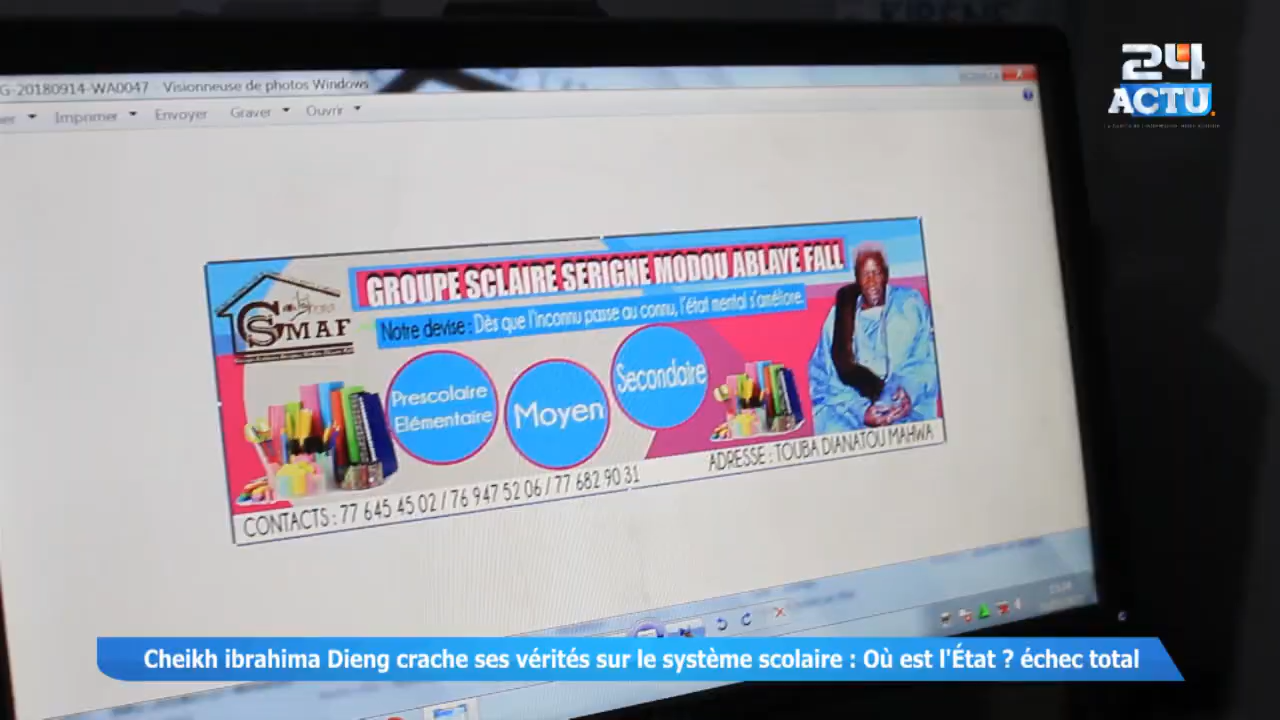 24
ACTU.
G-20180914-WA0047 - Visionneuse de photos Windows
Imprimer Envoyer Graver Ouvrir
GROUPE SCLAIRE SERIGNE MODOU ABLAYE FALL
Notre devise : Dès que l'inconnu passe au connu, l'état mental s'améliore.
GSMAF
Prescolaire
Elémentaire
Moyen
Secondaire
CONTACTS : 77 645 45 02 / 76 947 52 06 / 77 682 90 31
ADRESSE : TOUBA DIANATOU MAHWA
Cheikh ibrahima Dieng crache ses vérités sur le système scolaire : Où est l'État ? échec total